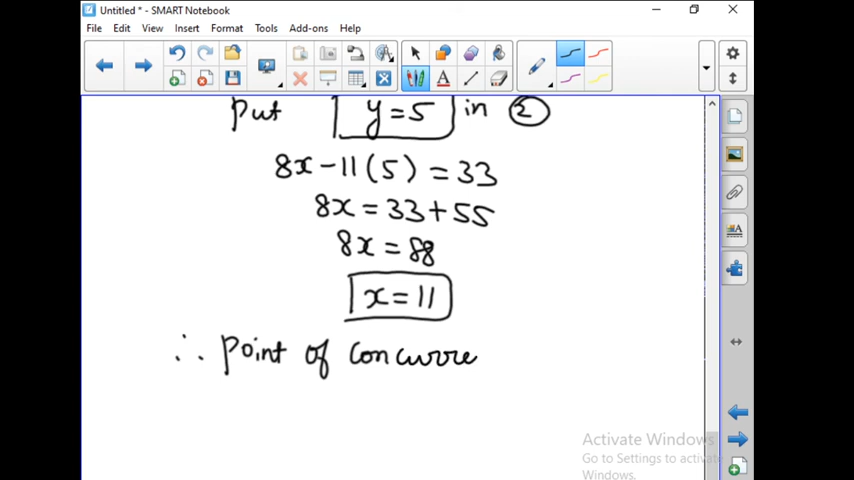 Untitled * - SMART Notebook
File Edit View Insert Format Tools Add-ons Help
put y=5 in 2
8x-11(5)=33
8x=33+55
8x=88
x=11
∴ point of concurre
Activate Windows
Go to Settings to activate
Windows.